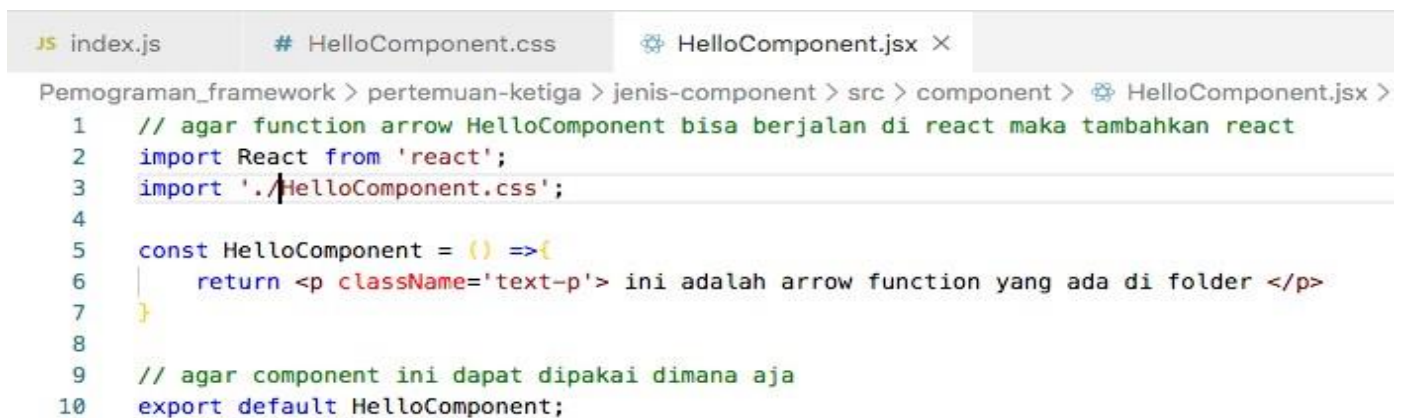 JS index.js # HelloComponent.css HelloComponent.jsx ×
Pemograman_framework > pertemuan-ketiga > jenis-component > src > component > HelloComponent.jsx >
1 // agar function arrow HelloComponent bisa berjalan di react maka tambahkan react
2 import React from 'react';
3 import './HelloComponent.css';
4
5 const HelloComponent = () =>{
6 return <p className='text-p'> ini adalah arrow function yang ada di folder </p>
7 }
8
9 // agar component ini dapat dipakai dimana aja
10 export default HelloComponent;